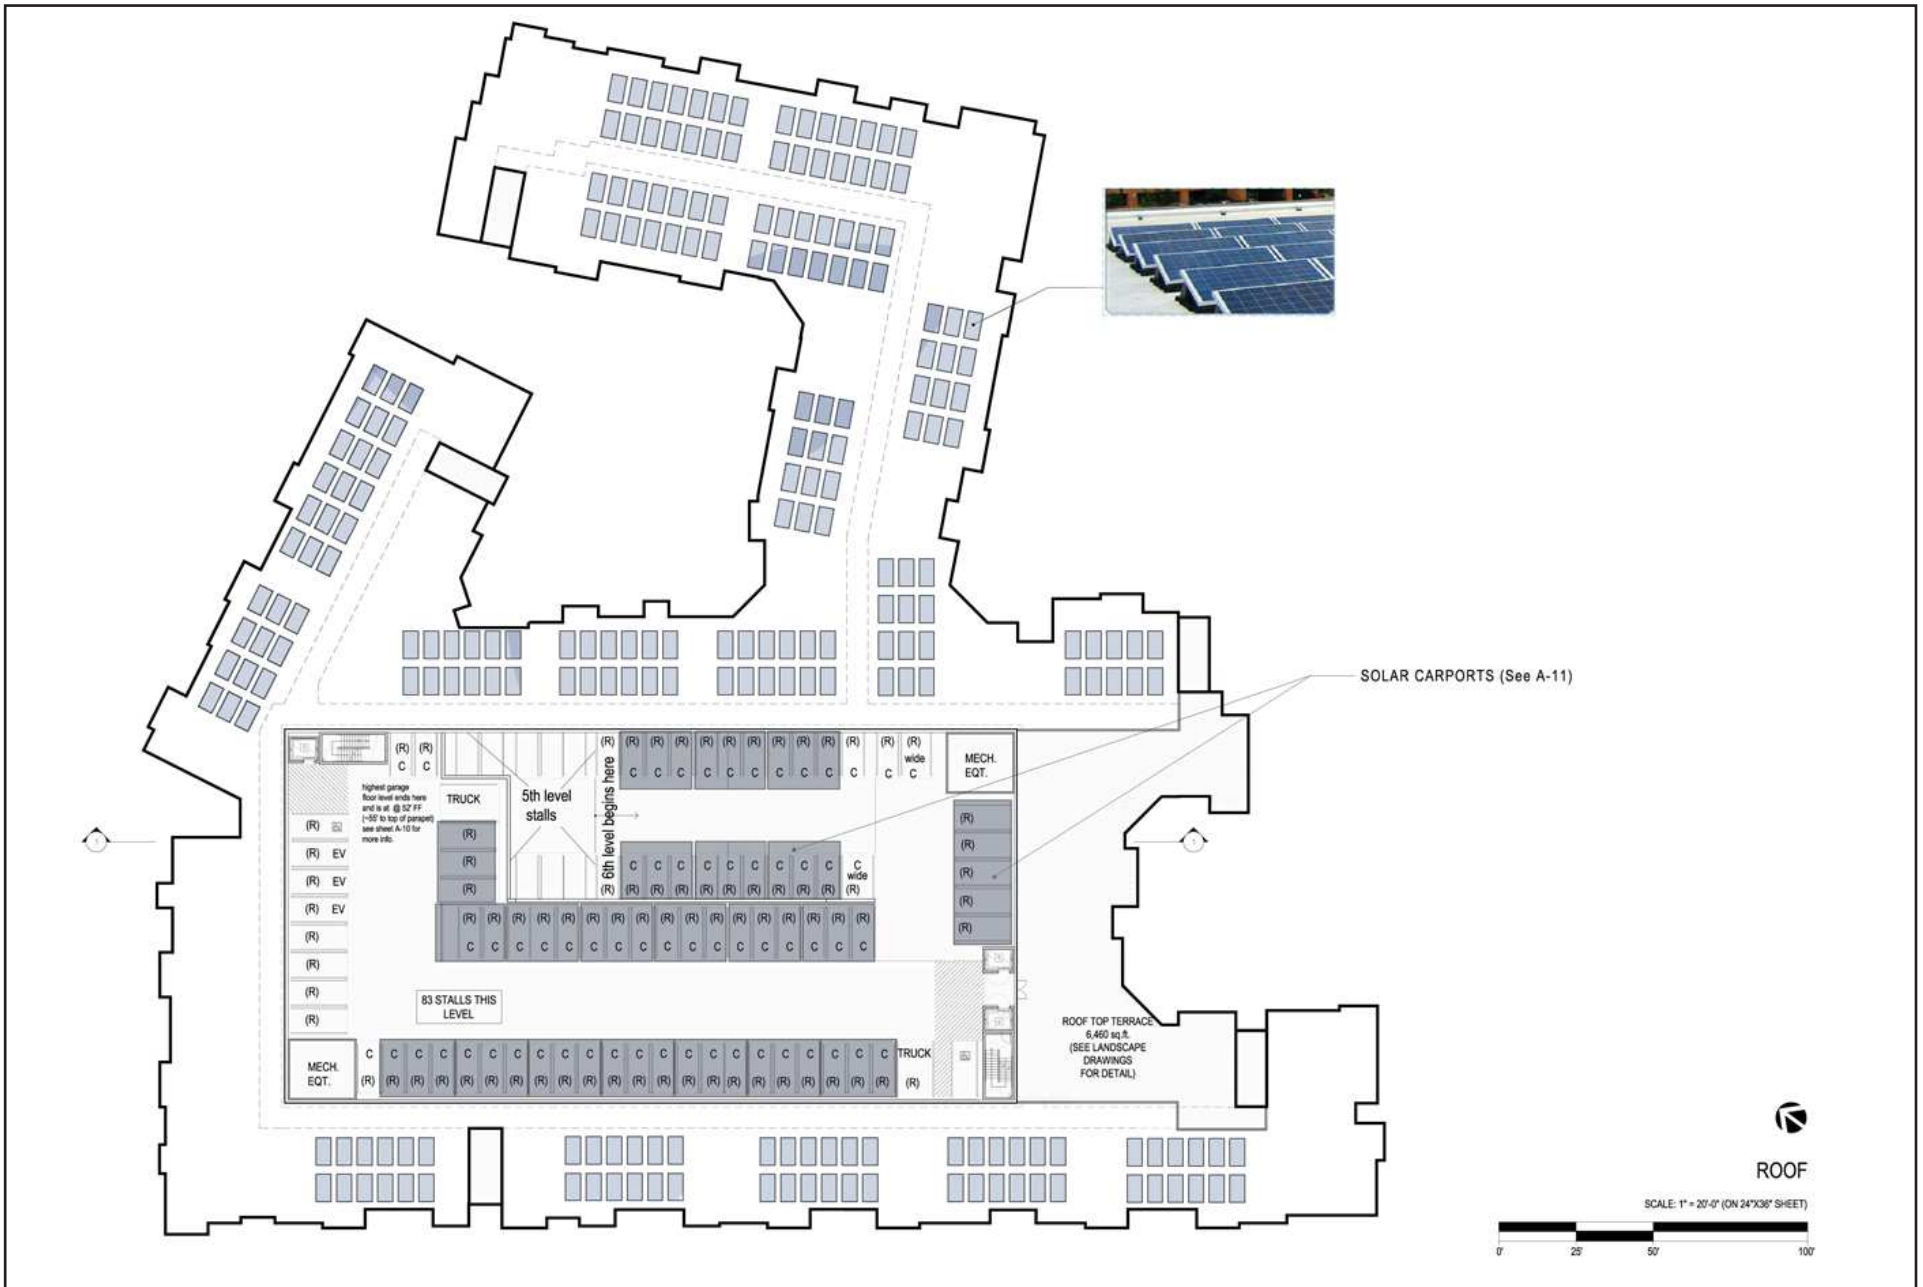 SOLAR CARPORTS (See A-11)
(R) (R) (R) (R) (R) (R) (R) (R) (R) (R) (R) (R) (R) (R) (R)
wide
C C C C C C C C C C C C C C
MECH.
EQT.
highest garage
floor level ends here
and is at @ 52' FF
(~55' to top of parapet)
see sheet A-10 for
more info.
TRUCK
5th level
stalls
6th level begins here
(R)
(R) EV
(R) EV
(R) EV
(R)
(R)
(R)
(R)
(R)
(R)
(R)
C C C C C C C C C C
wide
(R) (R) (R) (R) (R) (R) (R) (R) (R) (R) (R)
(R)
(R)
(R)
(R)
(R)
(R) (R) (R) (R) (R) (R) (R) (R) (R) (R) (R) (R) (R) (R) (R) (R) (R)
C C C C C C C C C C C C C C C C C
83 STALLS THIS
LEVEL
ROOF TOP TERRACE
6,460 sq.ft.
(SEE LANDSCAPE
DRAWINGS
FOR DETAIL)
MECH.
EQT.
C C C C C C C C C C C C C C C C C C C C C C TRUCK
(R) (R) (R) (R) (R) (R) (R) (R) (R) (R) (R) (R) (R) (R) (R) (R) (R) (R) (R) (R) (R) (R) (R)
ROOF
SCALE: 1" = 20'-0" (ON 24"X36" SHEET)
0' 25' 50' 100'